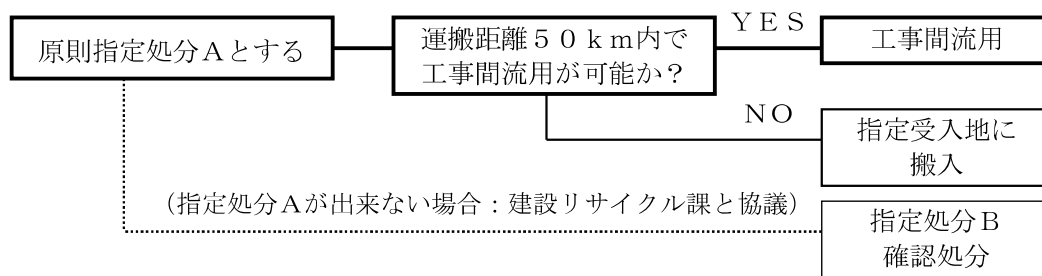 原則指定処分Aとする
運搬距離50km内で
工事間流用が可能か?
YES
工事間流用
NO
指定受入地に
搬入
(指定処分Aが出来ない場合:建設リサイクル課と協議)
指定処分B
確認処分